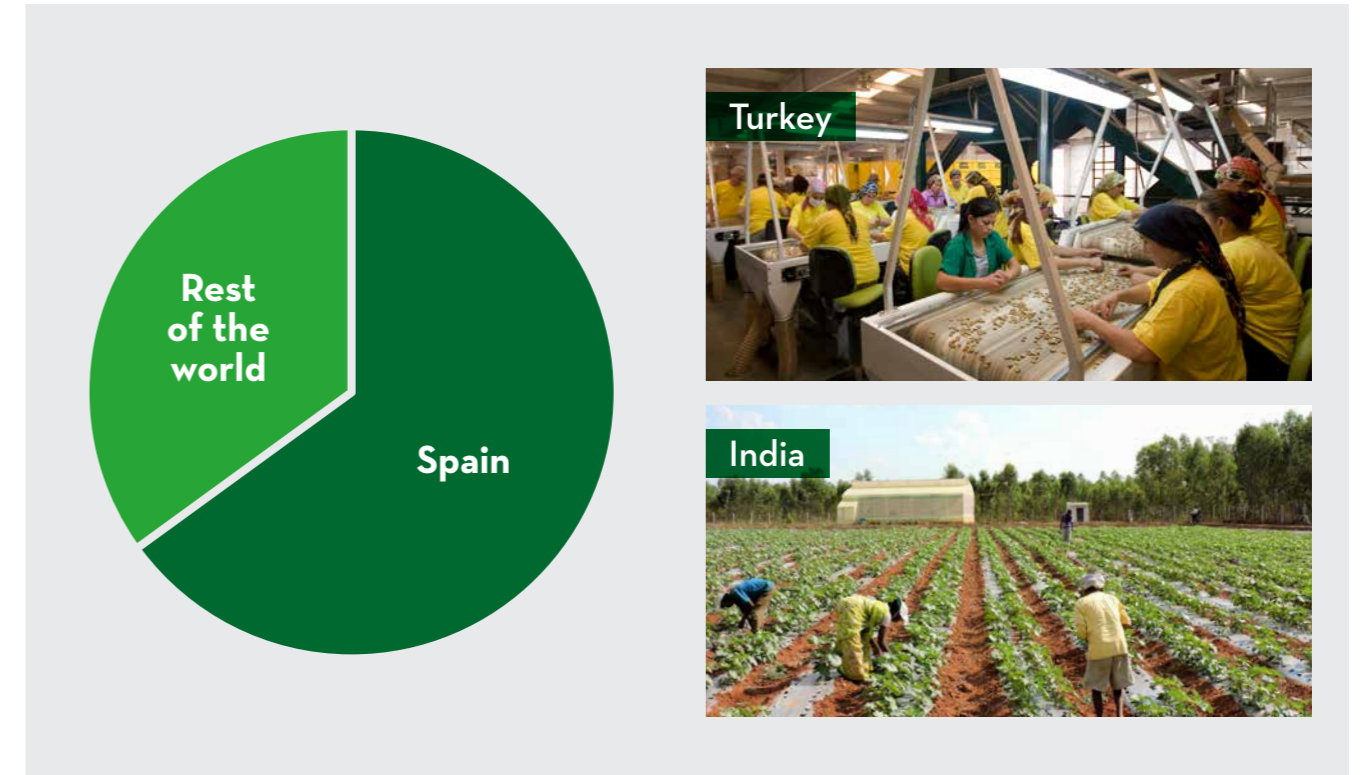 Rest
of the
world
Spain
Turkey
India